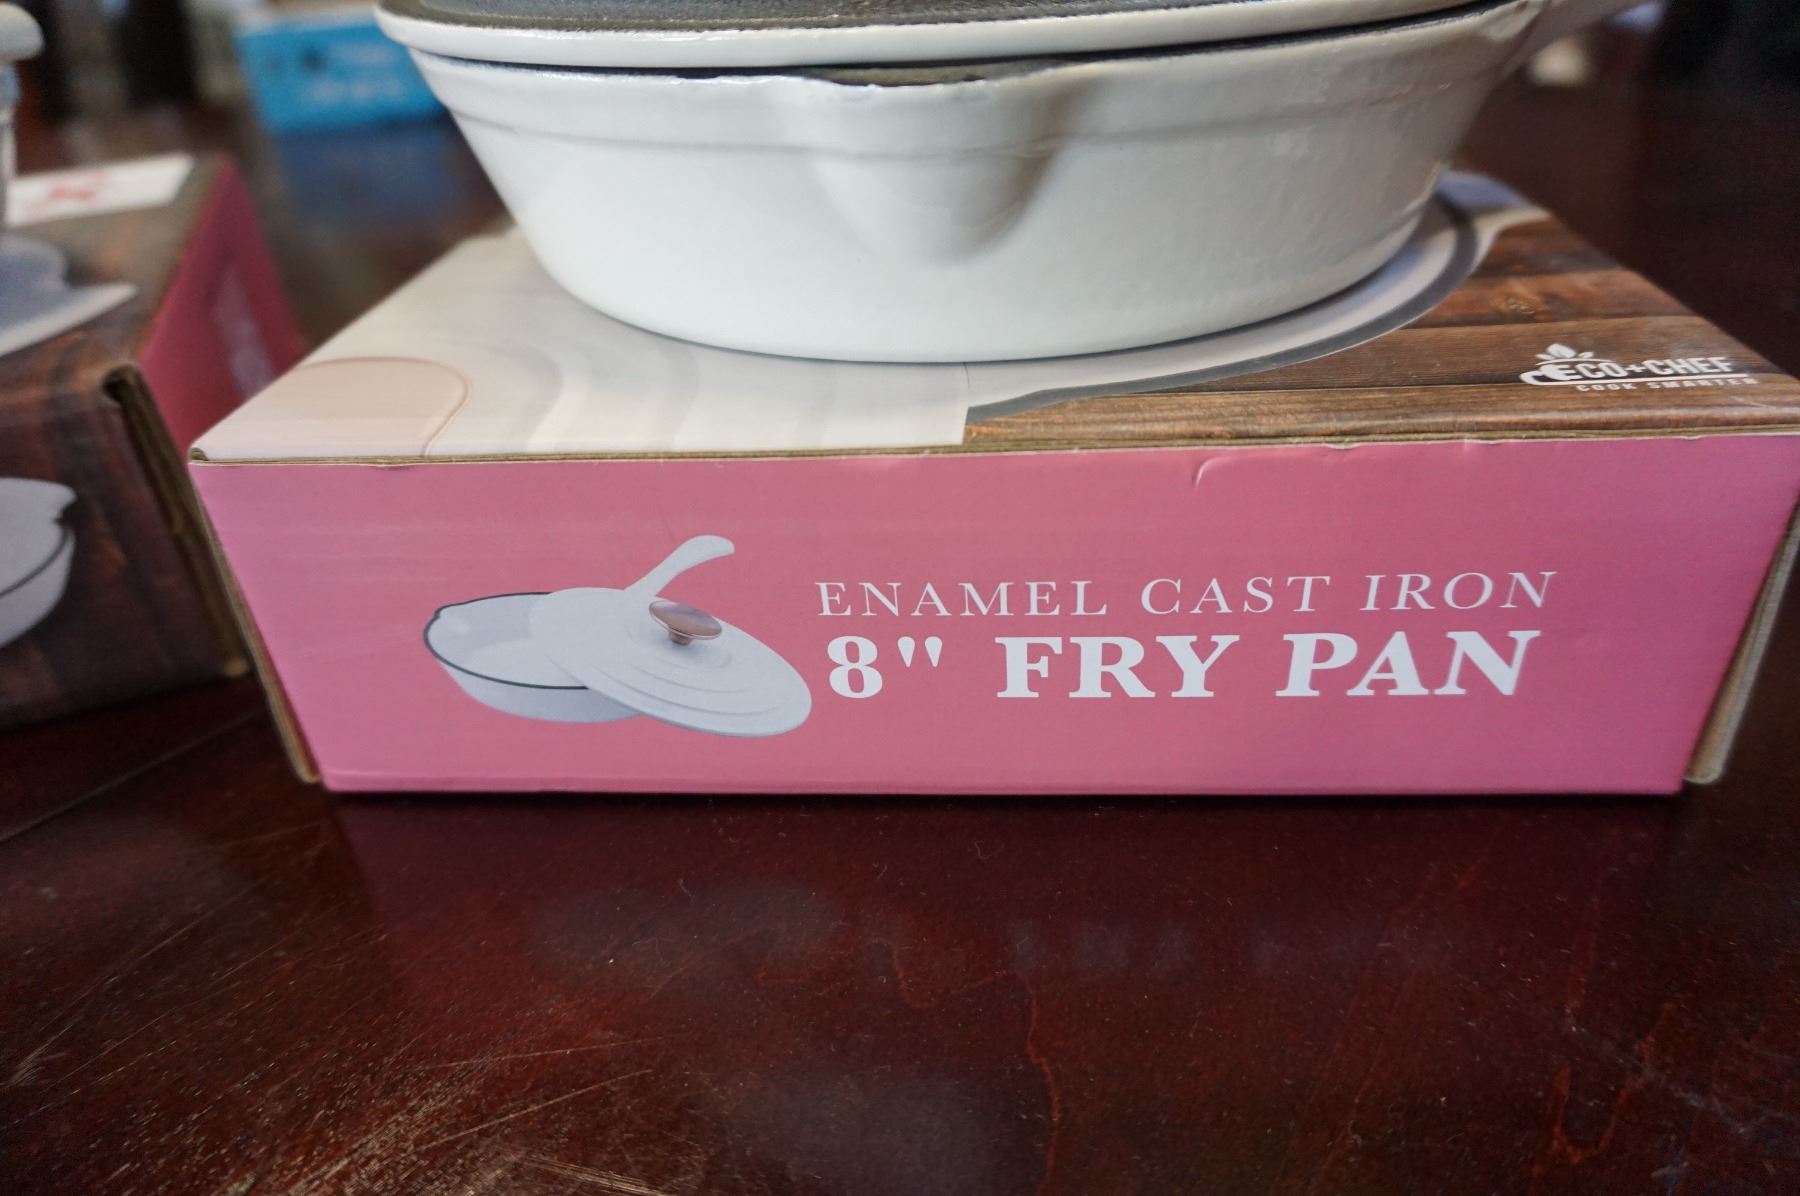 ECO+CHEF
COOK SMARTER
ENAMEL CAST IRON
8" FRY PAN